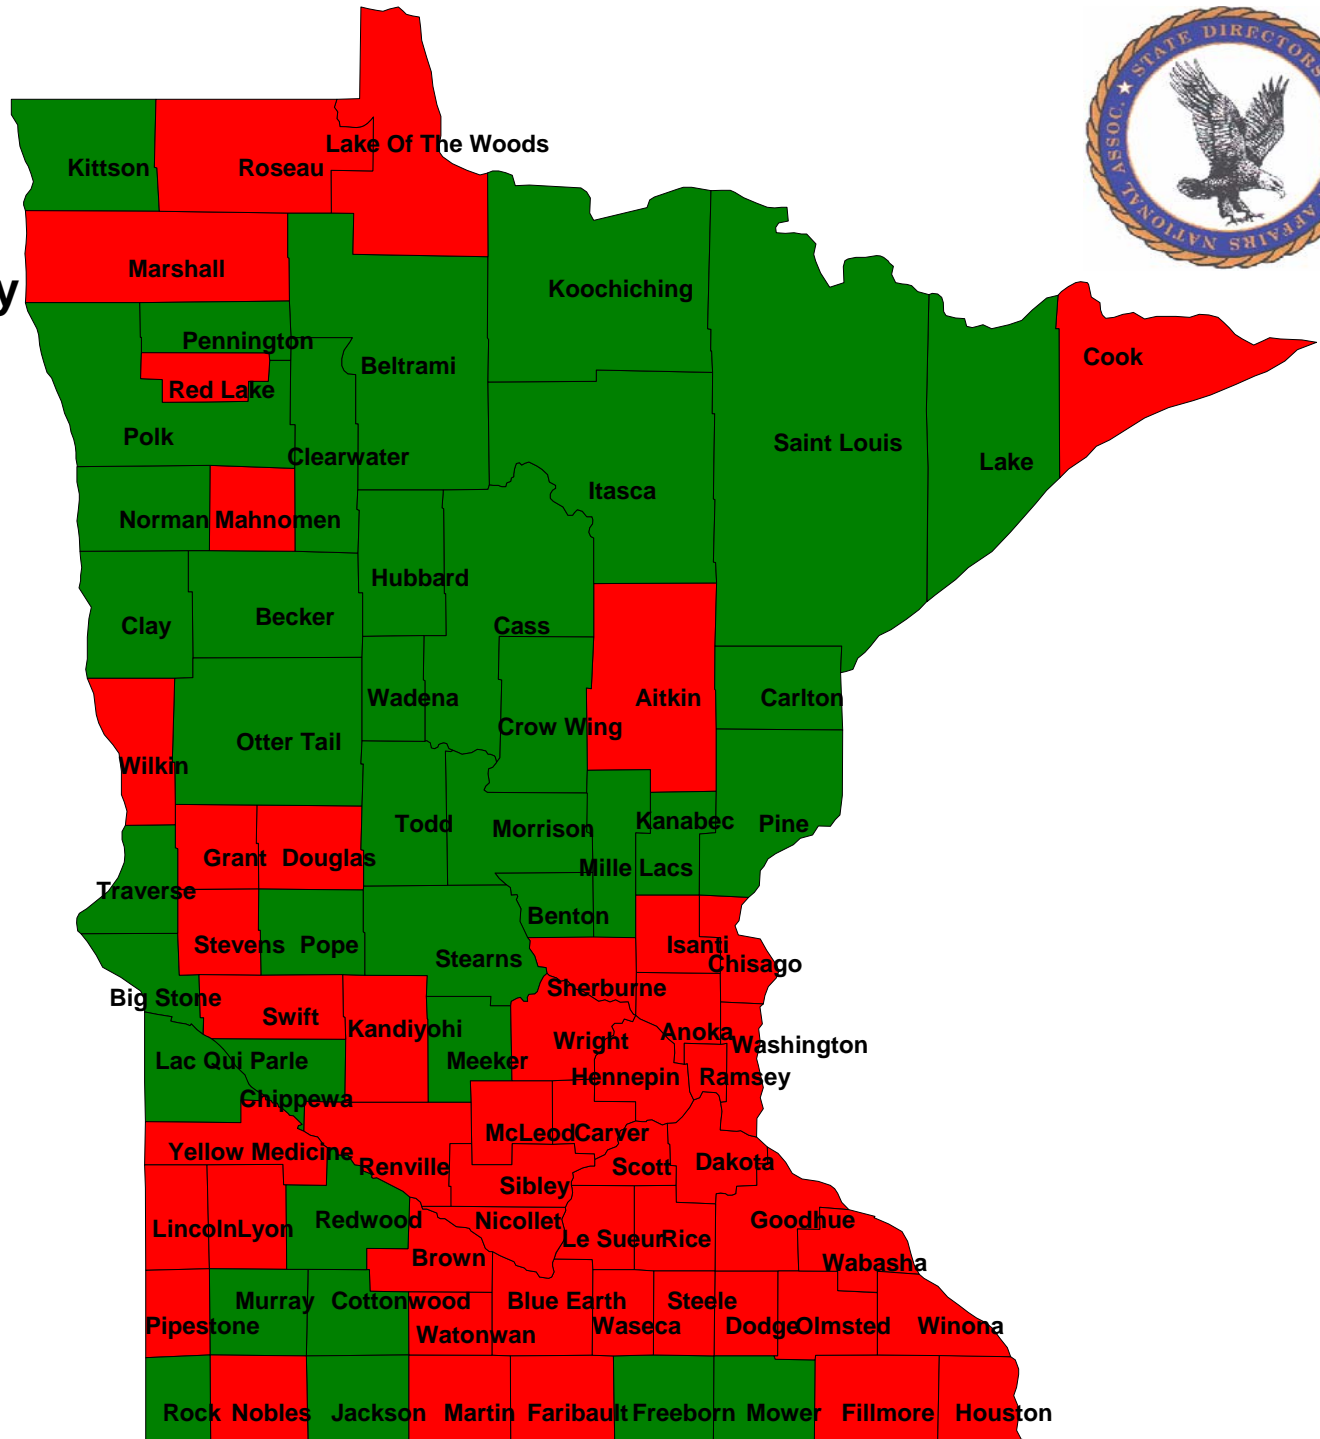 STATE DIRECTORS
AFFAIRS NATIONAL ASSOC.
Lake Of The Woods
Kittson
Roseau
Marshall
y
Koochiching
Pennington
Cook
Beltrami
Red Lake
Polk
Saint Louis
Clearwater
Lake
Itasca
Norman
Mahnomen
Hubbard
Becker
Clay
Cass
Wadena
Aitkin
Carlton
Crow Wing
Otter Tail
Wilkin
Todd
Morrison
Kanabec
Pine
Grant
Douglas
Mille Lacs
Traverse
Benton
Stevens
Pope
Isanti
Stearns
Chisago
Big Stone
Sherburne
Swift
Kandiyohi
Anoka
Wright
Washington
Lac Qui Parle
Meeker
Hennepin
Ramsey
Chippewa
McLeod
Carver
Yellow Medicine
Renville
Scott
Dakota
Sibley
Lincoln
Lyon
Redwood
Nicollet
Goodhue
Le Sueur
Rice
Brown
Wabasha
Murray
Cottonwood
Blue Earth
Steele
Pipestone
Watonwan
Waseca
Dodge
Olmsted
Winona
Rock
Nobles
Jackson
Martin
Faribault
Freeborn
Mower
Fillmore
Houston